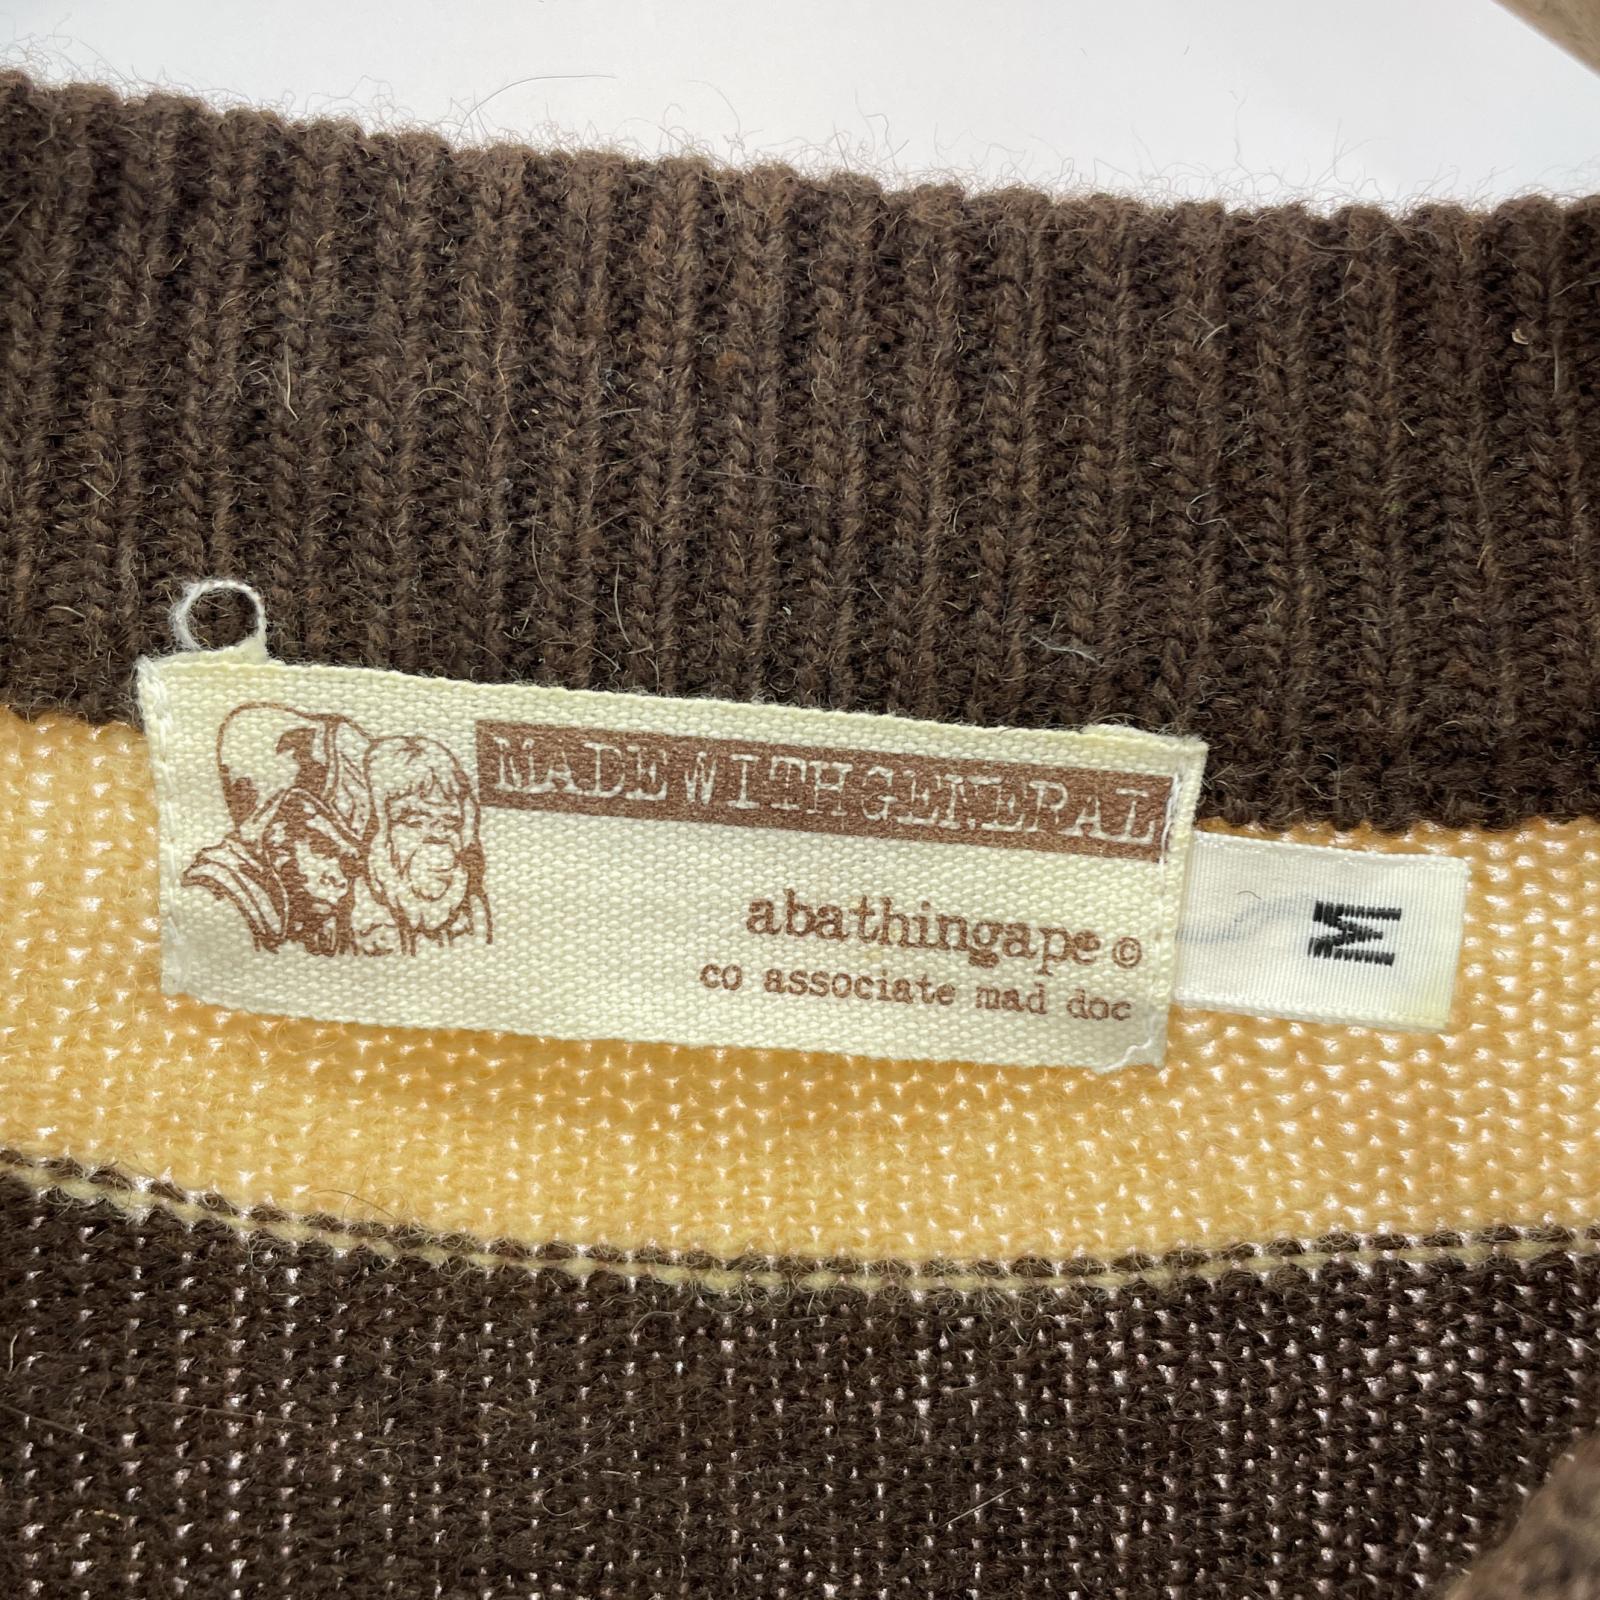 MADE WITH GENERAL
abathingape ©
co associate mad doc
M